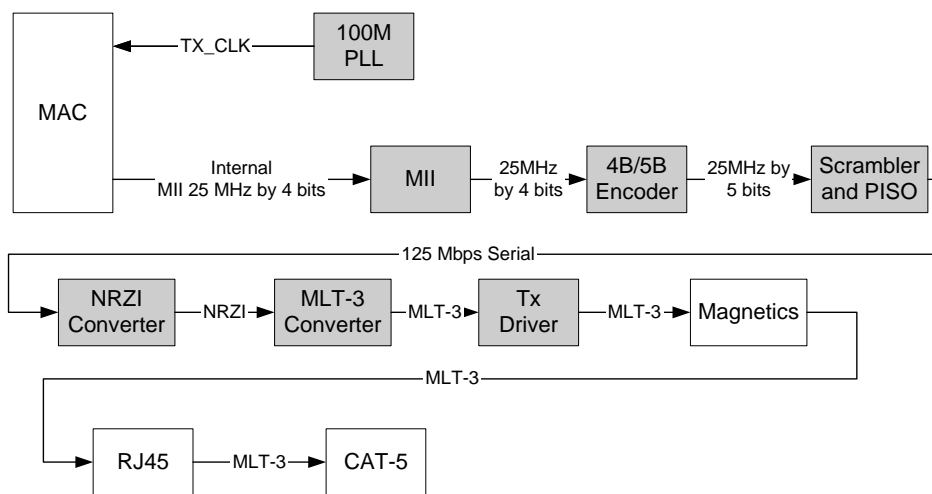 TX_CLK
100M
PLL
MAC
Internal
MII 25 MHz by 4 bits
MII
25MHz
by 4 bits
4B/5B
Encoder
25MHz by
5 bits
Scrambler
and PISO
125 Mbps Serial
NRZI
Converter
NRZI
MLT-3
Converter
MLT-3
Tx
Driver
MLT-3
Magnetics
MLT-3
RJ45
MLT-3
CAT-5